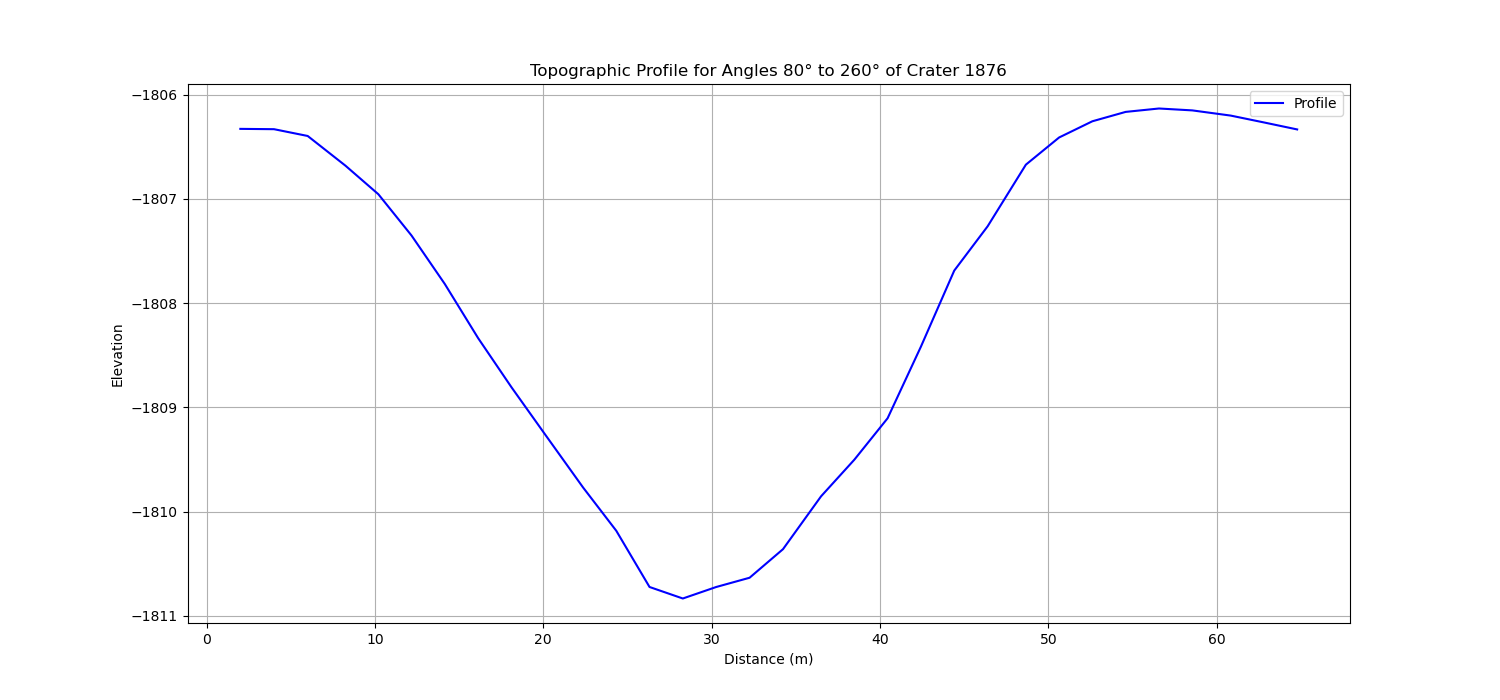 Topographic Profile for Angles 80° to 260° of Crater 1876
Profile
Elevation
−1806
−1807
−1808
−1809
−1810
−1811
0 10 20 30 40 50 60
Distance (m)